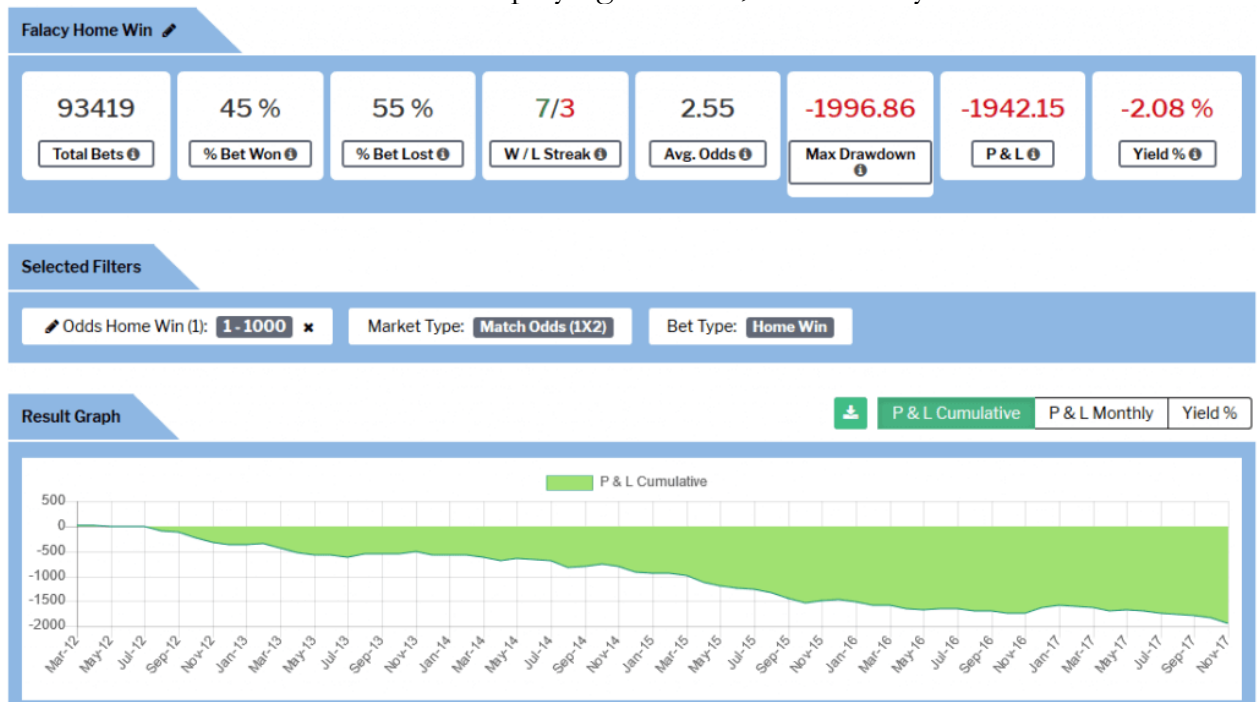 Falacy Home Win
93419 45 % 55 % 7/3 2.55 -1996.86 -1942.15 -2.08 %
Total Bets % Bet Won % Bet Lost W / L Streak Avg. Odds Max Drawdown P & L Yield %
Selected Filters
Odds Home Win (1): 1 - 1000 × Market Type: Match Odds (1X2) Bet Type: Home Win
Result Graph P & L Cumulative P & L Monthly Yield %
P & L Cumulative
500
0
-500
-1000
-1500
-2000
Mar-12 May-12 Jul-12 Sep-12 Nov-12 Jan-13 Mar-13 May-13 Jul-13 Sep-13 Nov-13 Jan-14 Mar-14 May-14 Jul-14 Sep-14 Nov-14 Jan-15 Mar-15 May-15 Jul-15 Sep-15 Nov-15 Jan-16 Mar-16 May-16 Jul-16 Sep-16 Nov-16 Jan-17 Mar-17 May-17 Jul-17 Sep-17 Nov-17